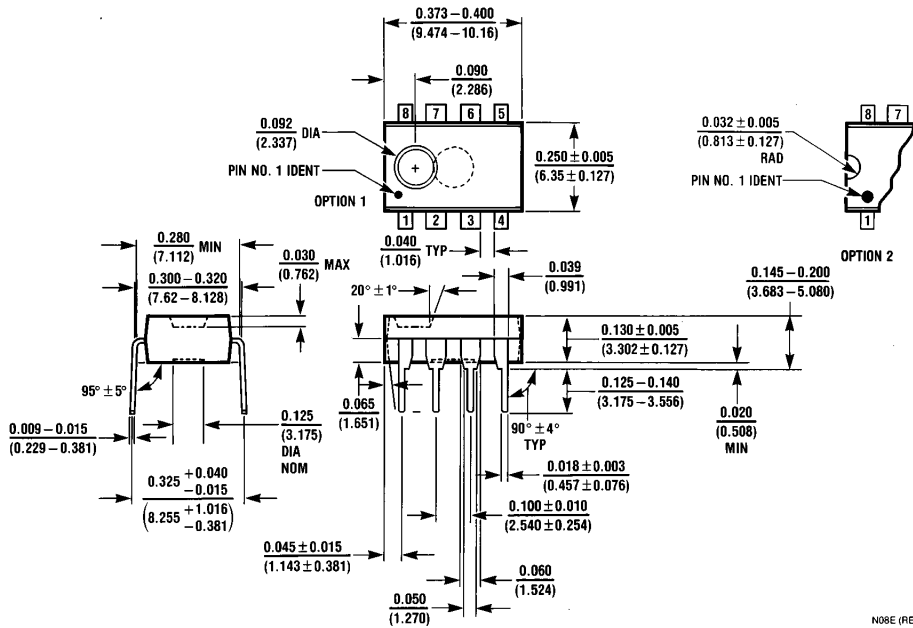 0.373 – 0.400
(9.474 – 10.16)
0.090
(2.286)
8 7 6 5
0.092
(2.337) DIA
PIN NO. 1 IDENT
OPTION 1
1 2 3 4
0.250 ± 0.005
(6.35 ± 0.127)
0.032 ± 0.005
(0.813 ± 0.127)
RAD
PIN NO. 1 IDENT
8 7
1
OPTION 2
0.280
(7.112) MIN
0.300 – 0.320
(7.62 – 8.128)
0.030
(0.762) MAX
0.040
(1.016) TYP
0.039
(0.991)
20° ± 1°
0.145 – 0.200
(3.683 – 5.080)
0.130 ± 0.005
(3.302 ± 0.127)
0.125 – 0.140
(3.175 – 3.556)
0.020
(0.508)
MIN
95° ± 5°
0.009 – 0.015
(0.229 – 0.381)
0.125
(3.175)
DIA
NOM
0.065
(1.651)
90° ± 4°
TYP
0.325 +0.040
−0.015
(8.255 +1.016
−0.381)
0.018 ± 0.003
(0.457 ± 0.076)
0.100 ± 0.010
(2.540 ± 0.254)
0.045 ± 0.015
(1.143 ± 0.381)
0.060
(1.524)
0.050
(1.270)
N08E (RE